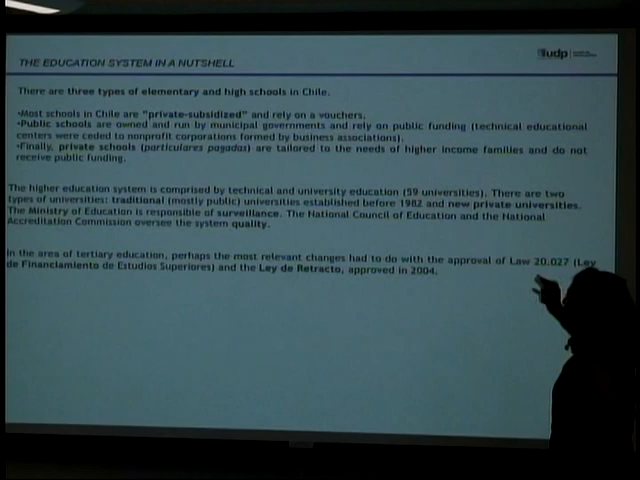 THE EDUCATION SYSTEM IN A NUTSHELL
udp
There are three types of elementary and high schools in Chile.
•Most schools in Chile are "private-subsidized" and rely on a vouchers.
•Public schools are owned and run by municipal governments and rely on public funding (technical educational
centers were ceded to nonprofit corporations formed by business associations).
•Finally, private schools (particulares pagados) are tailored to the needs of higher income families and do not
receive public funding.
The higher education system is comprised by technical and university education (59 universities). There are two
types of universities: traditional (mostly public) universities established before 1982 and new private universities.
The Ministry of Education is responsible of surveillance. The National Council of Education and the National
Accreditation Commission oversee the system quality.
In the area of tertiary education, perhaps the most relevant changes had to do with the approval of Law 20.027 (Ley
de Financiamiento de Estudios Superiores) and the Ley de Retracto, approved in 2004.